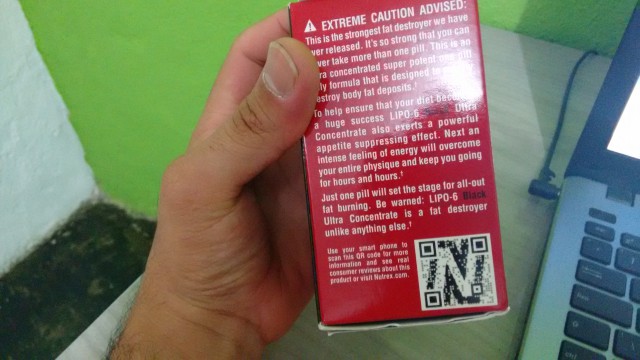 ⚠ EXTREME CAUTION ADVISED:
This is the strongest fat destroyer we have
ver released. It's so strong that you can
ver take more than one pill. This is an
ra concentrated super potent
ly formula that is designed to
estroy body fat deposits.†
To help ensure that your diet
a huge success LIPO-6 Ultra
Concentrate also exerts a powerful
appetite suppressing effect. Next an
intense feeling of energy will overcome
your entire physique and keep you going
for hours and hours.†
Just one pill will set the stage for all-out
fat burning. Be warned: LIPO-6 Black
Ultra Concentrate is a fat destroyer
unlike anything else.†
Use your smart phone to
scan this QR code for more
information and see real
consumer reviews about this
product or visit Nutrex.com.
N